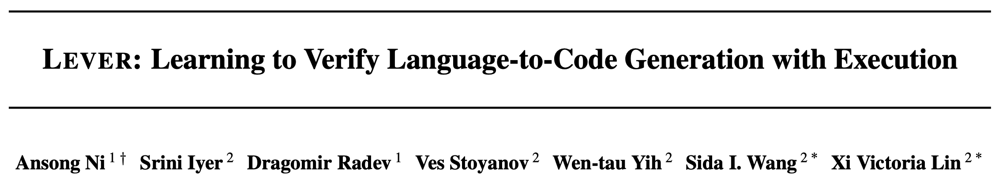 LEVER: Learning to Verify Language-to-Code Generation with Execution
Ansong Ni 1 † Srini Iyer 2 Dragomir Radev 1 Ves Stoyanov 2 Wen-tau Yih 2 Sida I. Wang 2 * Xi Victoria Lin 2 *